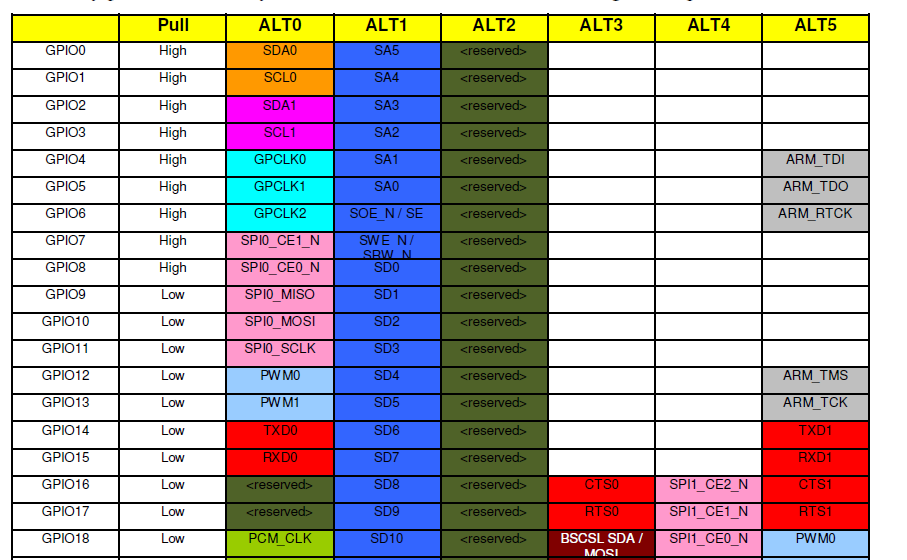 Pull ALT0 ALT1 ALT2 ALT3 ALT4 ALT5
GPIO0 High SDA0 SA5 <reserved>
GPIO1 High SCL0 SA4 <reserved>
GPIO2 High SDA1 SA3 <reserved>
GPIO3 High SCL1 SA2 <reserved>
GPIO4 High GPCLK0 SA1 <reserved> ARM_TDI
GPIO5 High GPCLK1 SA0 <reserved> ARM_TDO
GPIO6 High GPCLK2 SOE_N / SE <reserved> ARM_RTCK
GPIO7 High SPI0_CE1_N SWE_N / <reserved>
SRW_N
GPIO8 High SPI0_CE0_N SD0 <reserved>
GPIO9 Low SPI0_MISO SD1 <reserved>
GPIO10 Low SPI0_MOSI SD2 <reserved>
GPIO11 Low SPI0_SCLK SD3 <reserved>
GPIO12 Low PWM0 SD4 <reserved> ARM_TMS
GPIO13 Low PWM1 SD5 <reserved> ARM_TCK
GPIO14 Low TXD0 SD6 <reserved> TXD1
GPIO15 Low RXD0 SD7 <reserved> RXD1
GPIO16 Low <reserved> SD8 <reserved> CTS0 SPI1_CE2_N CTS1
GPIO17 Low <reserved> SD9 <reserved> RTS0 SPI1_CE1_N RTS1
GPIO18 Low PCM_CLK SD10 <reserved> BSCSL SDA / SPI1_CE0_N PWM0
MOSI